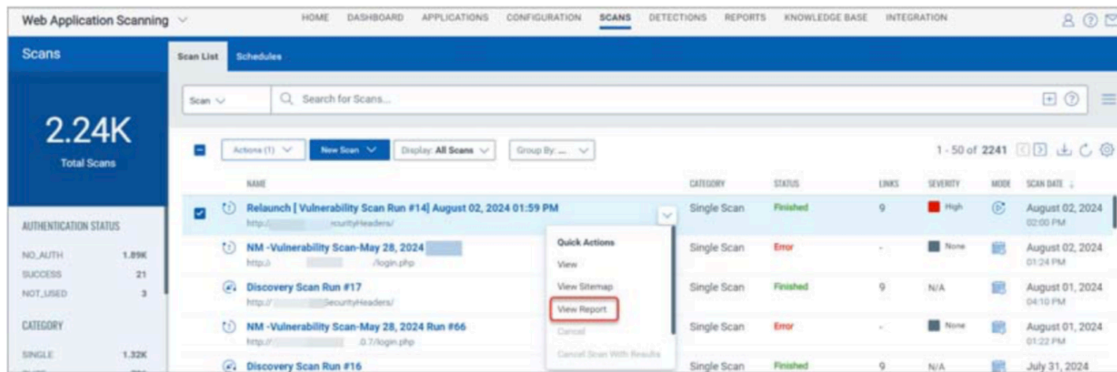 Web Application Scanning
HOME DASHBOARD APPLICATIONS CONFIGURATION SCANS DETECTIONS REPORTS KNOWLEDGE BASE INTEGRATION
Scans
Scan List Schedules
Scan
Search for Scans...
2.24K
Total Scans
Actions (1) New Scan Display: All Scans Group By: ...
1 - 50 of 2241
NAME CATEGORY STATUS LINKS SEVERITY MODE SCAN DATE
Relaunch [ Vulnerability Scan Run #14] August 02, 2024 01:59 PM
Single Scan Finished 9 High August 02, 2024
02:00 PM
AUTHENTICATION STATUS
NO_AUTH 1.89K
SUCCESS 21
NOT_USED 3
CATEGORY
SINGLE 1.32K
NM -Vulnerability Scan-May 28, 2024
/login.php
Single Scan Error - None August 02, 2024
01:24 PM
Discovery Scan Run #17
http://
Single Scan Finished 9 N/A August 01, 2024
04:10 PM
NM -Vulnerability Scan-May 28, 2024 Run #66
.0.7/login.php
Single Scan Error - None August 01, 2024
01:22 PM
Discovery Scan Run #16
Single Scan Finished 9 N/A July 31, 2024
Quick Actions
View
View Sitemap
View Report
Cancel
Cancel Scan With Results